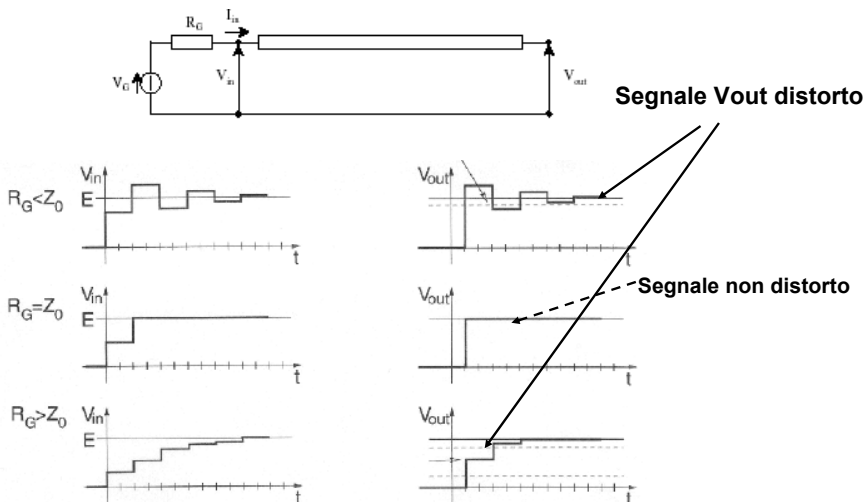 R_G
I_in
V_G
V_in
V_out
Segnale Vout distorto
R_G<Z_0
V_in
E
t
V_out
t
Segnale non distorto
R_G=Z_0
V_in
E
t
V_out
t
R_G>Z_0
V_in
E
t
V_out
t